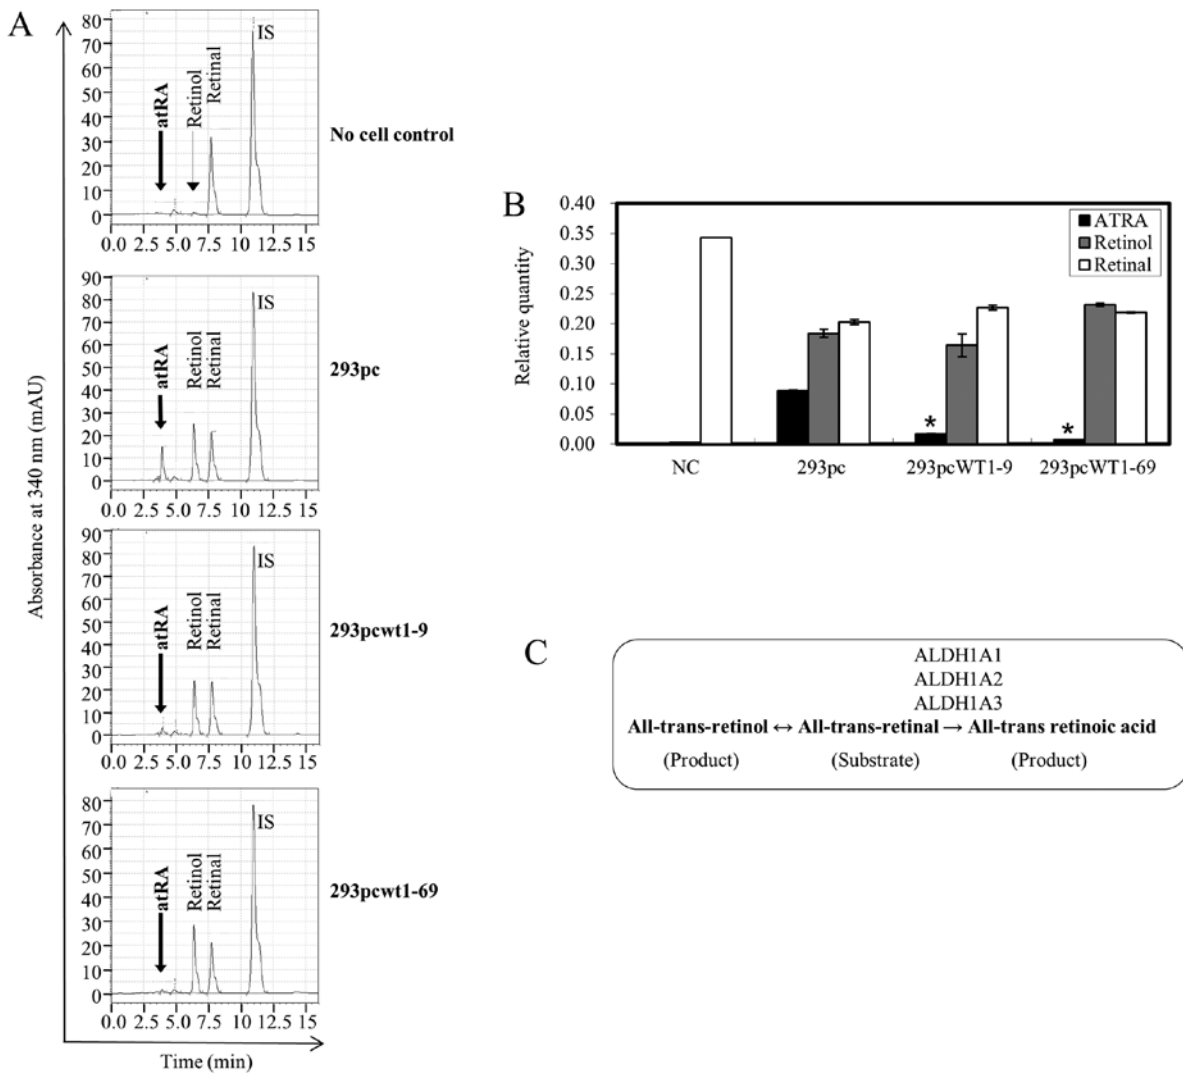 A
Absorbance at 340 nm (mAU)
80
70
60
50
40
30
20
10
0
atRA
Retinol
Retinal
IS
0.0 2.5 5.0 7.5 10 12.5 15
No cell control
90
80
70
60
50
40
30
20
10
0
atRA
Retinol
Retinal
IS
0.0 2.5 5.0 7.5 10 12.5 15
293pc
90
80
70
60
50
40
30
20
10
0
atRA
Retinol
Retinal
IS
0.0 2.5 5.0 7.5 10 12.5 15
293pcwt1-9
80
70
60
50
40
30
20
10
0
atRA
Retinol
Retinal
IS
0.0 2.5 5.0 7.5 10 12.5 15
293pcwt1-69
Time (min)
B
Relative quantity
0.40
0.35
0.30
0.25
0.20
0.15
0.10
0.05
0.00
ATRA
Retinol
Retinal
* *
NC 293pc 293pcWT1-9 293pcWT1-69
C
ALDH1A1
ALDH1A2
ALDH1A3
All-trans-retinol ↔ All-trans-retinal → All-trans retinoic acid
(Product) (Substrate) (Product)